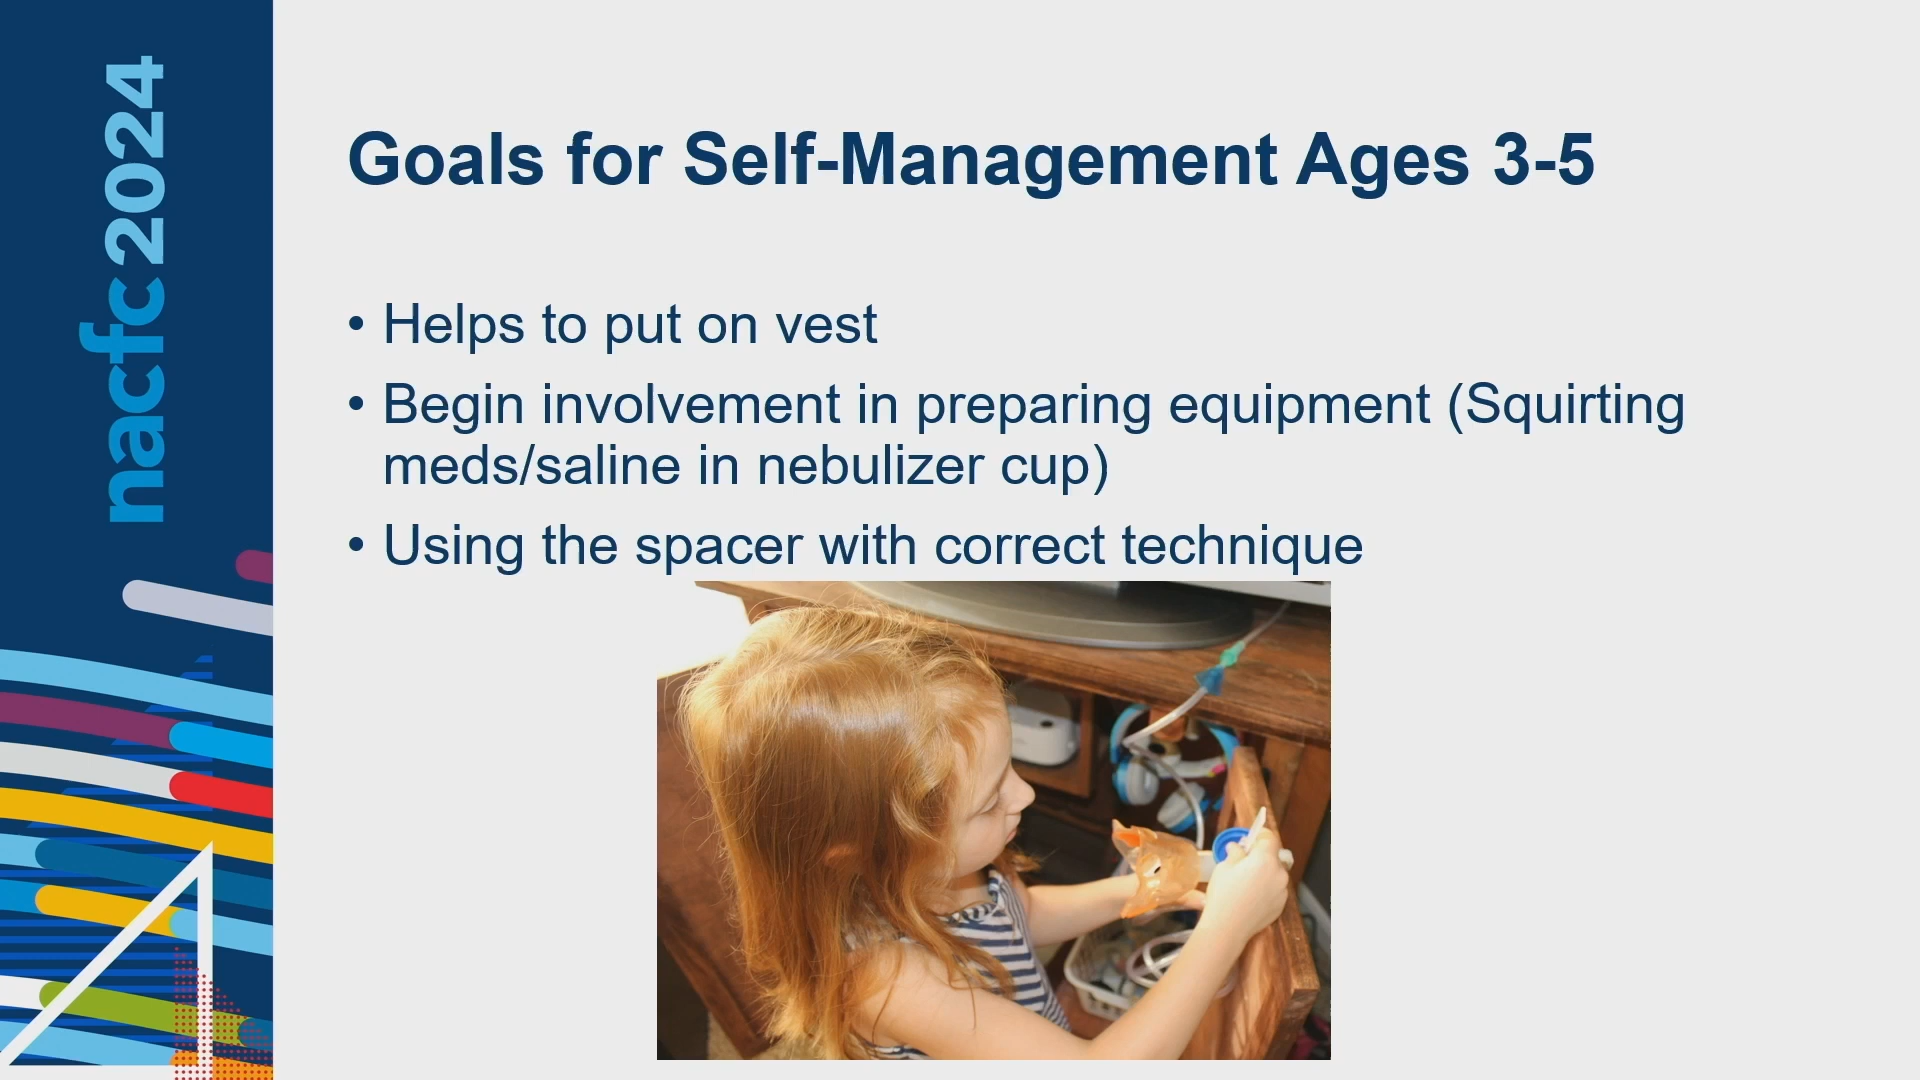 nacfc2024
Goals for Self-Management Ages 3-5
• Helps to put on vest
• Begin involvement in preparing equipment (Squirting
meds/saline in nebulizer cup)
• Using the spacer with correct technique